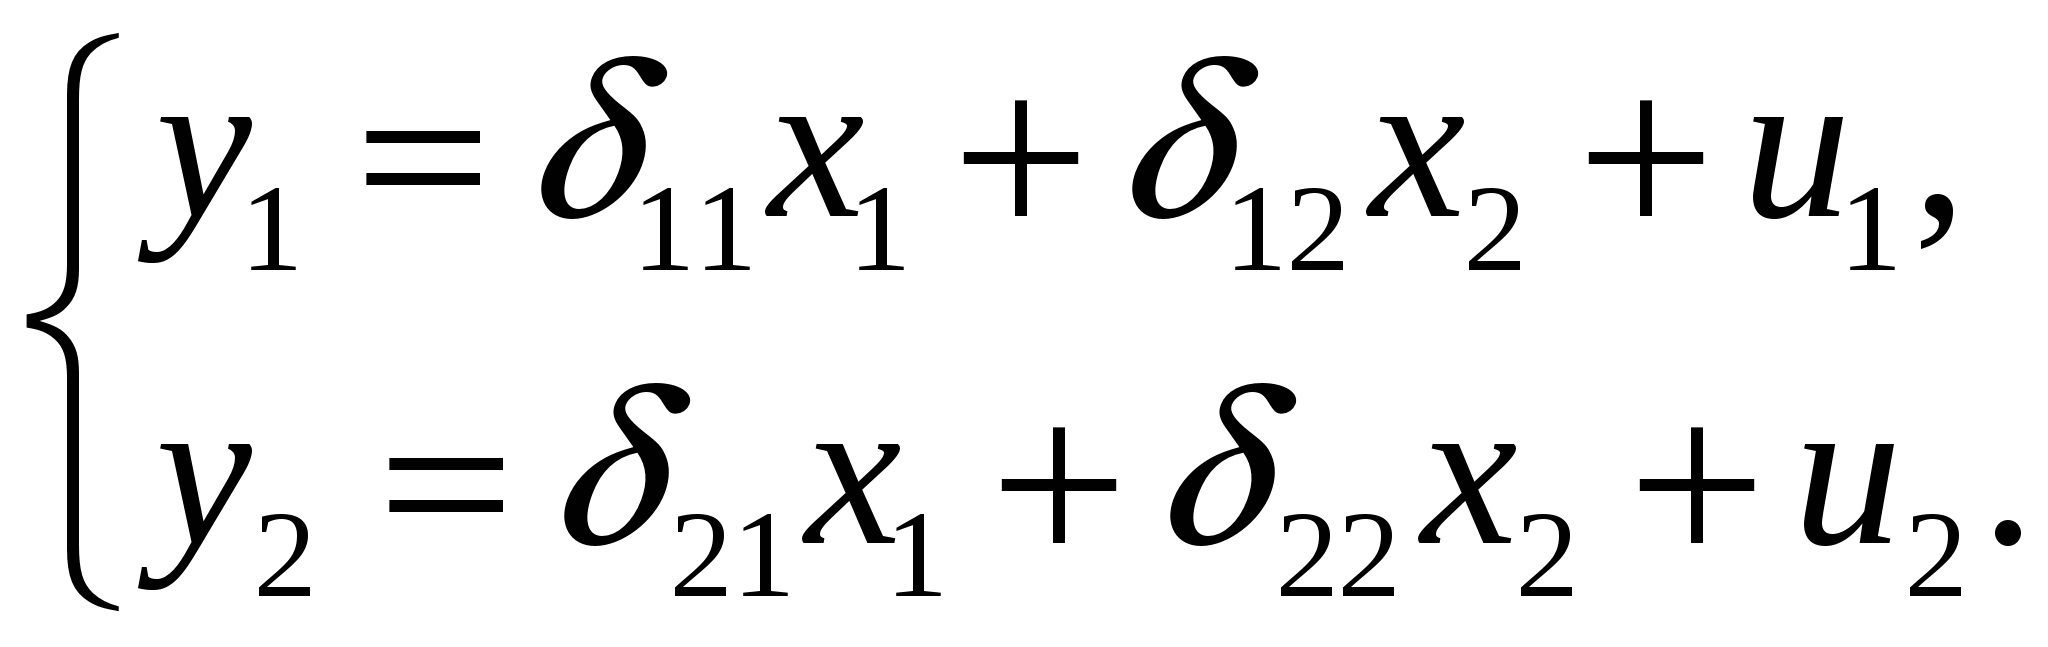 y₁ = δ₁₁x₁ + δ₁₂x₂ + u₁,
y₂ = δ₂₁x₁ + δ₂₂x₂ + u₂.